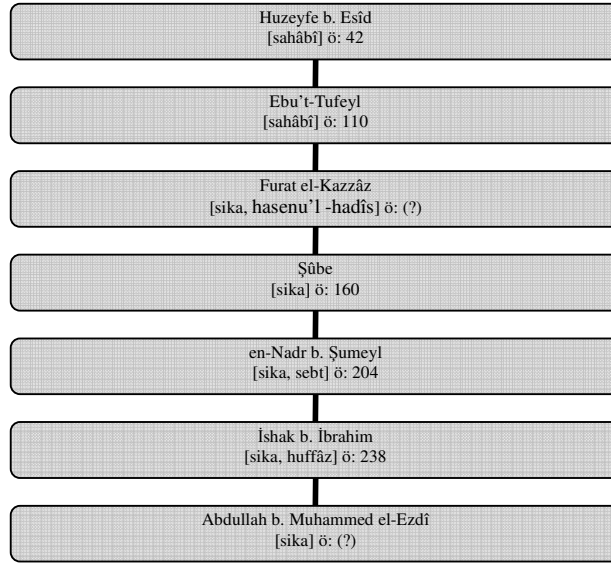 Huzeyfe b. Esîd
[sahâbî] ö: 42
Ebu’t-Tufeyl
[sahâbî] ö: 110
Furat el-Kazzâz
[sika, hasenu’l -hadîs] ö: (?)
Şûbe
[sika] ö: 160
en-Nadr b. Şumeyl
[sika, sebt] ö: 204
İshak b. İbrahim
[sika, huffâz] ö: 238
Abdullah b. Muhammed el-Ezdî
[sika] ö: (?)